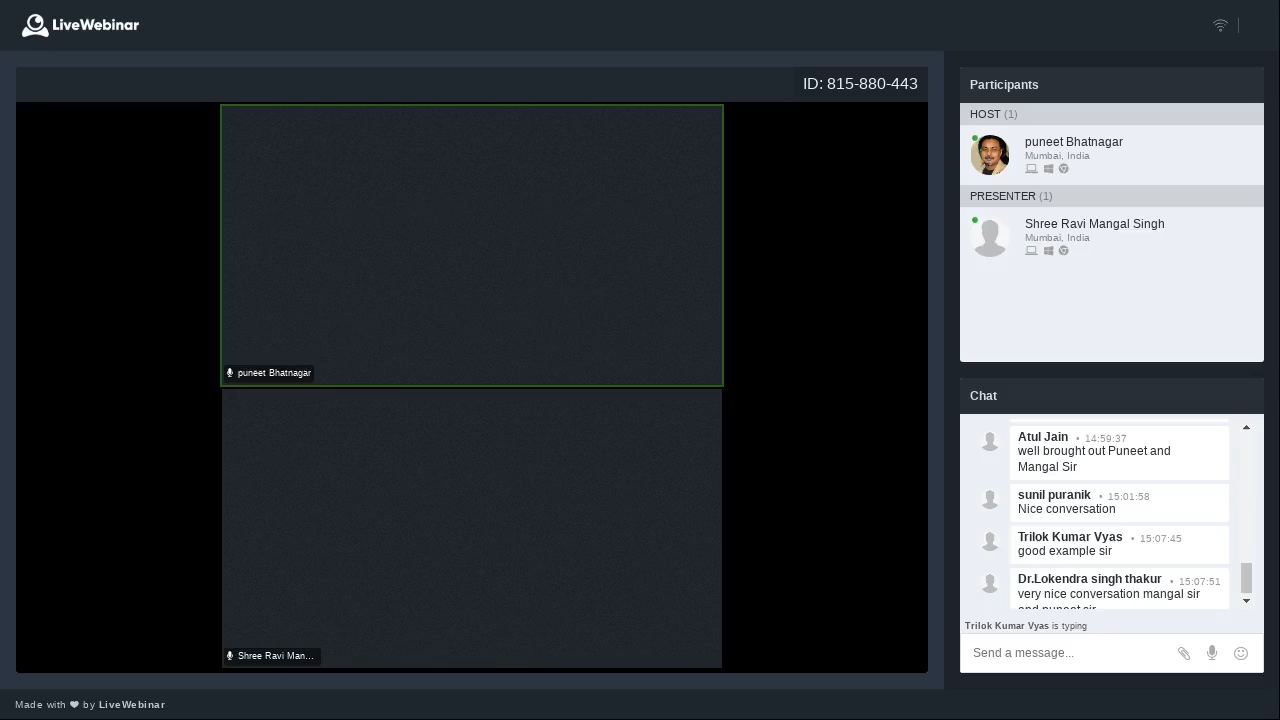 LiveWebinar
ID: 815-880-443
puneet Bhatnagar
Shree Ravi Man...
Participants
HOST (1)
puneet Bhatnagar
Mumbai, India
PRESENTER (1)
Shree Ravi Mangal Singh
Mumbai, India
Chat
Atul Jain • 14:59:37
well brought out Puneet and
Mangal Sir
sunil puranik • 15:01:58
Nice conversation
Trilok Kumar Vyas • 15:07:45
good example sir
Dr.Lokendra singh thakur • 15:07:51
very nice conversation mangal sir
and puneet sir
Trilok Kumar Vyas is typing
Send a message...
Made with ❤ by LiveWebinar